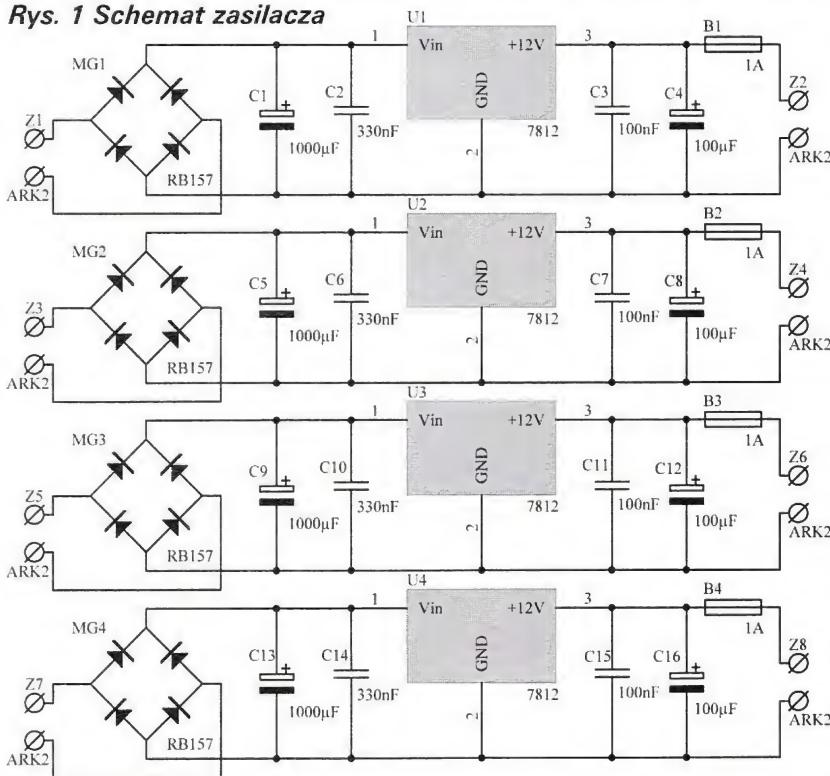 Rys. 1 Schemat zasilacza
U1
MG1
1
Vin
+12V
3
B1
1A
C1
+
C2
GND
C3
C4
+
Z2
Z1
1000µF
330nF
2
7812
100nF
100µF
ARK2
ARK2
RB157
U2
MG2
1
Vin
+12V
3
B2
1A
C5
+
C6
GND
C7
C8
+
Z4
Z3
1000µF
330nF
2
7812
100nF
100µF
ARK2
ARK2
RB157
U3
MG3
1
Vin
+12V
3
B3
1A
C9
+
C10
GND
C11
C12
+
Z6
Z5
1000µF
330nF
2
7812
100nF
100µF
ARK2
ARK2
RB157
U4
MG4
1
Vin
+12V
3
B4
1A
C13
+
C14
GND
C15
C16
+
Z8
Z7
1000µF
330nF
2
7812
100nF
100µF
ARK2
ARK2
RB157